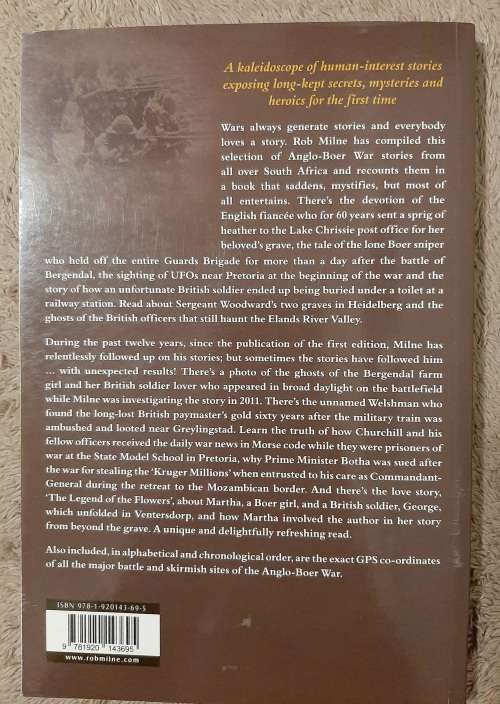 A kaleidoscope of human-interest stories
exposing long-kept secrets, mysteries and
heroics for the first time
Wars always generate stories and everybody
loves a story. Rob Milne has compiled this
selection of Anglo-Boer War stories from
all over South Africa and recounts them in
a book that saddens, mystifies, but most of
all entertains. There's the devotion of the
English fiancée who for 60 years sent a sprig of
heather to the Lake Chrissie post office for her
beloved's grave, the tale of the lone Boer sniper
who held off the entire Guards Brigade for more than a day after the battle of
Bergendal, the sighting of UFOs near Pretoria at the beginning of the war and the
story of how an unfortunate British soldier ended up being buried under a toilet at a
railway station. Read about Sergeant Woodward's two graves in Heidelberg and the
ghosts of the British officers that still haunt the Elands River Valley.
During the past twelve years, since the publication of the first edition, Milne has
relentlessly followed up on his stories; but sometimes the stories have followed him
… with unexpected results! There's a photo of the ghosts of the Bergendal farm
girl and her British soldier lover who appeared in broad daylight on the battlefield
while Milne was investigating the story in 2011. There's the unnamed Welshman who
found the long-lost British paymaster's gold sixty years after the military train was
ambushed and looted near Greylingstad. Learn the truth of how Churchill and his
fellow officers received the daily war news in Morse code while they were prisoners of
war at the State Model School in Pretoria, why Prime Minister Botha was sued after
the war for stealing the 'Kruger Millions' when entrusted to his care as Commandant-
General during the retreat to the Mozambican border. And there's the love story,
'The Legend of the Flowers', about Martha, a Boer girl, and a British soldier, George,
which unfolded in Ventersdorp, and how Martha involved the author in her story
from beyond the grave. A unique and delightfully refreshing read.
Also included, in alphabetical and chronological order, are the exact GPS co-ordinates
of all the major battle and skirmish sites of the Anglo-Boer War.
ISBN 978-1-920143-69-5
9 781920 143695
www.robmilne.com